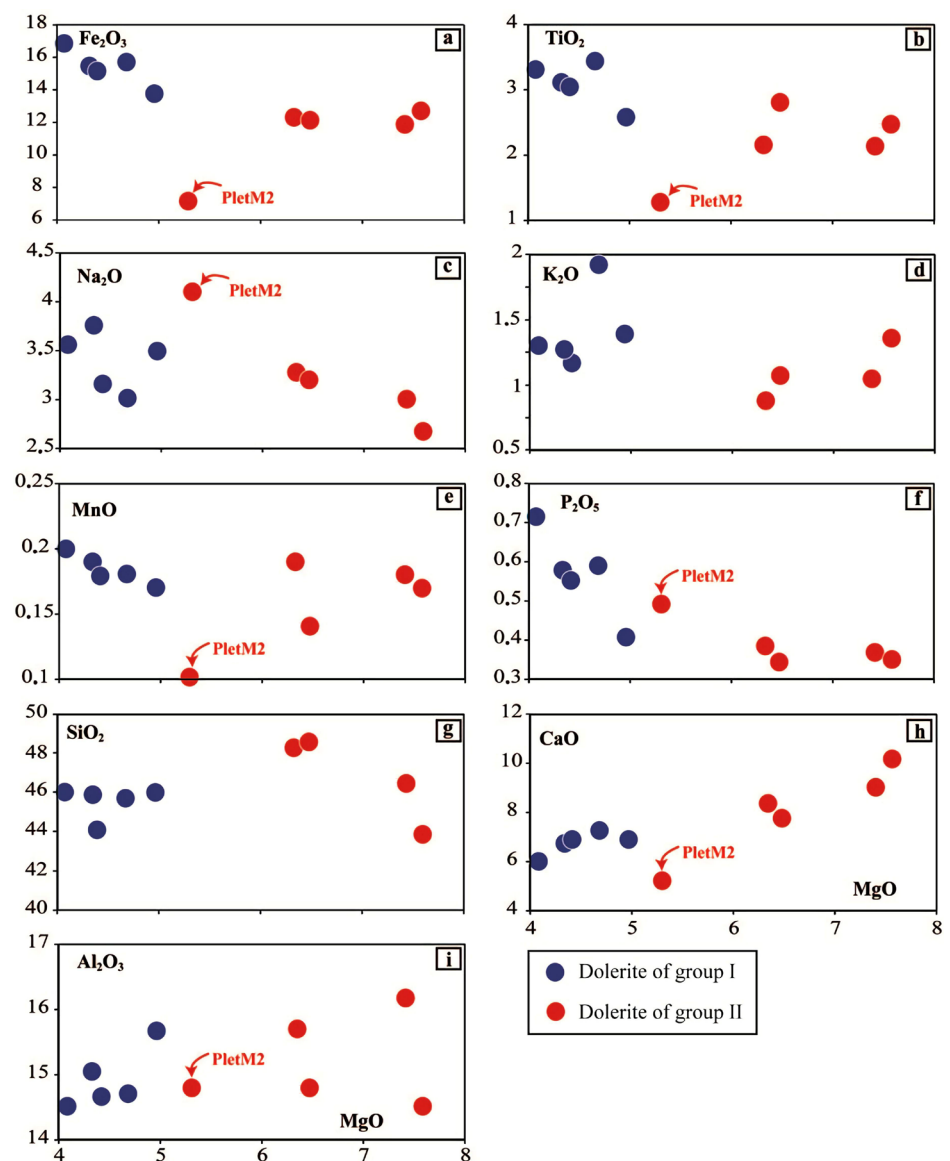 Fe₂O₃
a
18
16
14
12
10
8
6
PletM2
TiO₂
b
4
3
2
1
PletM2
Na₂O
c
4.5
4
3.5
3
2.5
PletM2
K₂O
d
2
1.5
1
0.5
MnO
e
0.25
0.2
0.15
0.1
PletM2
P₂O₅
f
0.8
0.7
0.6
0.5
0.4
0.3
PletM2
SiO₂
g
50
48
46
44
42
40
CaO
h
12
10
8
6
4
PletM2
MgO
4 5 6 7 8
Al₂O₃
i
17
16
15
14
PletM2
MgO
4 5 6 7 8
Dolerite of group I
Dolerite of group II